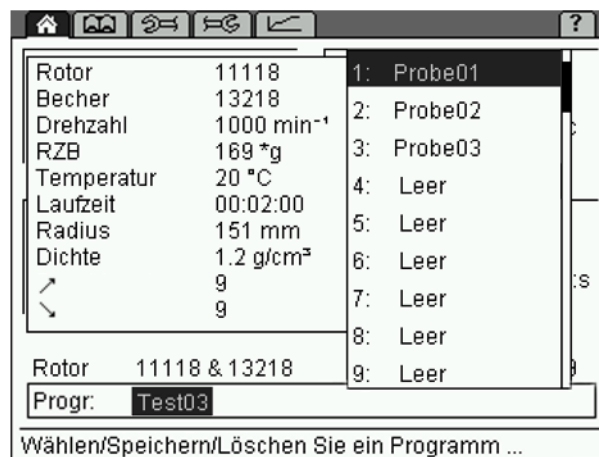 ?
Rotor 11118
Becher 13218
Drehzahl 1000 min⁻¹
RZB 169 *g
Temperatur 20 °C
Laufzeit 00:02:00
Radius 151 mm
Dichte 1.2 g/cm³
↗ 9
↘ 9
1: Probe01
2: Probe02
3: Probe03
4: Leer
5: Leer
6: Leer
7: Leer
8: Leer
9: Leer
:s
Rotor 11118 & 13218
Progr: Test03
Wählen/Speichern/Löschen Sie ein Programm ...